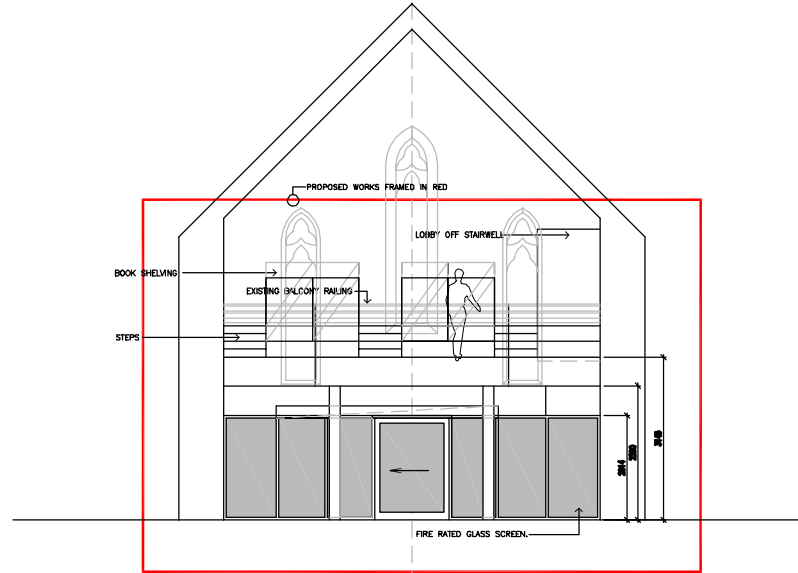 PROPOSED WORKS FRAMED IN RED
LOBBY OFF STAIRWELL
BOOK SHELVING
EXISTING BALCONY RAILING
STEPS
FIRE RATED GLASS SCREEN.